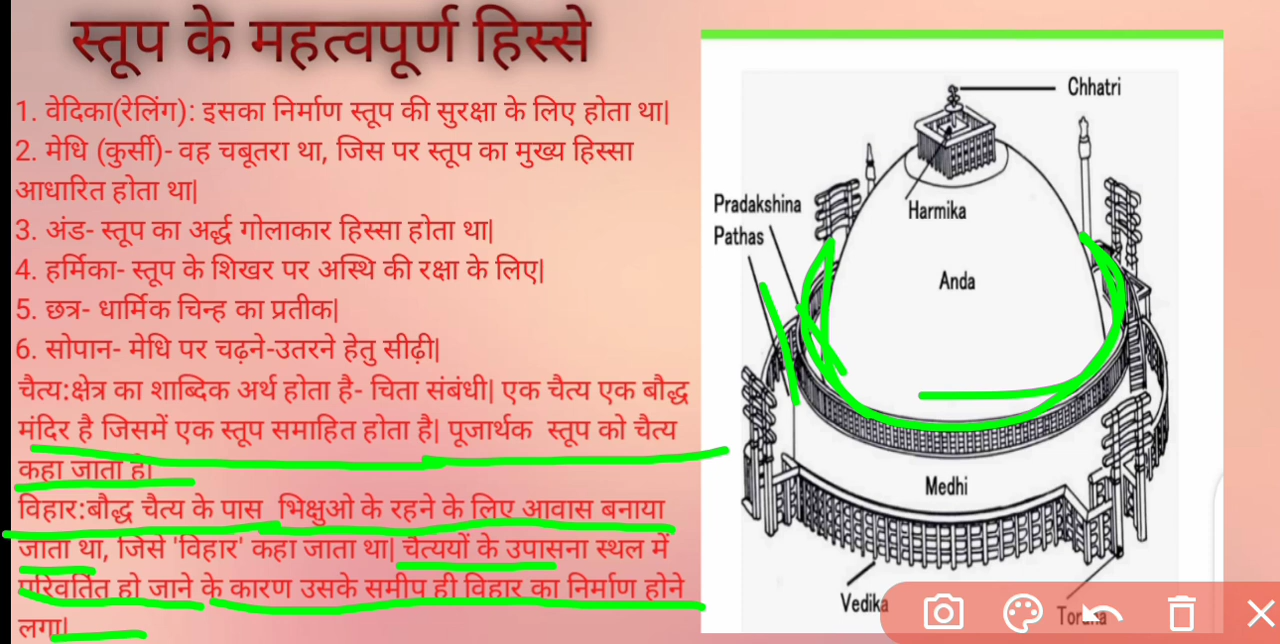 स्तूप के महत्वपूर्ण हिस्से
1. वेदिका(रेलिंग): इसका निर्माण स्तूप की सुरक्षा के लिए होता था|
2. मेधि (कुर्सी)- वह चबूतरा था, जिस पर स्तूप का मुख्य हिस्सा
आधारित होता था|
3. अंड- स्तूप का अर्द्ध गोलाकार हिस्सा होता था|
4. हर्मिका- स्तूप के शिखर पर अस्थि की रक्षा के लिए|
5. छत्र- धार्मिक चिन्ह का प्रतीक|
6. सोपान- मेधि पर चढ़ने-उतरने हेतु सीढ़ी|
चैत्य:क्षेत्र का शाब्दिक अर्थ होता है- चिता संबंधी| एक चैत्य एक बौद्ध
मंदिर है जिसमें एक स्तूप समाहित होता है| पूजार्थक स्तूप को चैत्य
कहा जाता है|
विहार:बौद्ध चैत्य के पास भिक्षुओ के रहने के लिए आवास बनाया
जाता था, जिसे 'विहार' कहा जाता था| चैत्ययों के उपासना स्थल में
परिवर्तित हो जाने के कारण उसके समीप ही विहार का निर्माण होने
लगा|
Chhatri
Pradakshina
Pathas
Harmika
Anda
Medhi
Vedika
Torana